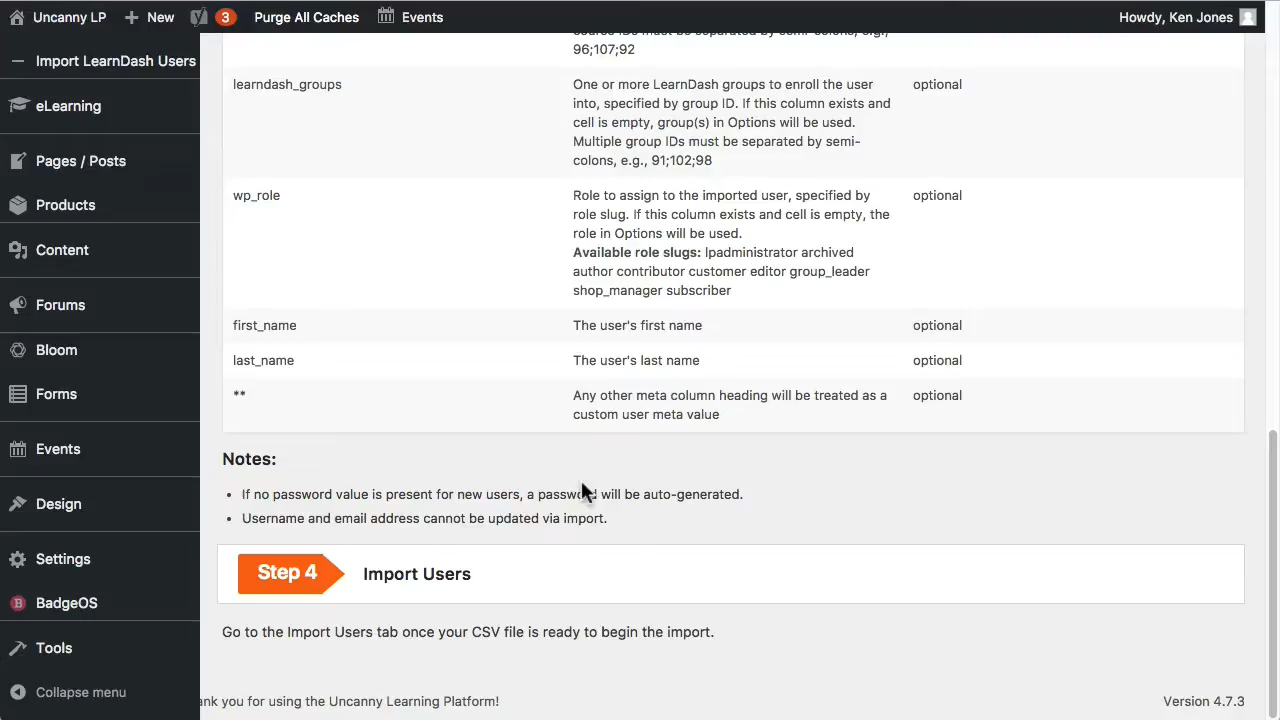 Uncanny LP
New
3
Purge All Caches
Events
Howdy, Ken Jones
Import LearnDash Users
eLearning
Pages / Posts
Products
Content
Forums
Bloom
Forms
Events
Design
Settings
BadgeOS
Tools
Collapse menu
96;107;92
learndash_groups
One or more LearnDash groups to enroll the user
into, specified by group ID. If this column exists and
cell is empty, group(s) in Options will be used.
Multiple group IDs must be separated by semi-
colons, e.g., 91;102;98
optional
wp_role
Role to assign to the imported user, specified by
role slug. If this column exists and cell is empty, the
role in Options will be used.
Available role slugs: lpadministrator archived
author contributor customer editor group_leader
shop_manager subscriber
optional
first_name
The user's first name
optional
last_name
The user's last name
optional
**
Any other meta column heading will be treated as a
custom user meta value
optional
Notes:
• If no password value is present for new users, a password will be auto-generated.
• Username and email address cannot be updated via import.
Step 4
Import Users
Go to the Import Users tab once your CSV file is ready to begin the import.
ank you for using the Uncanny Learning Platform!
Version 4.7.3